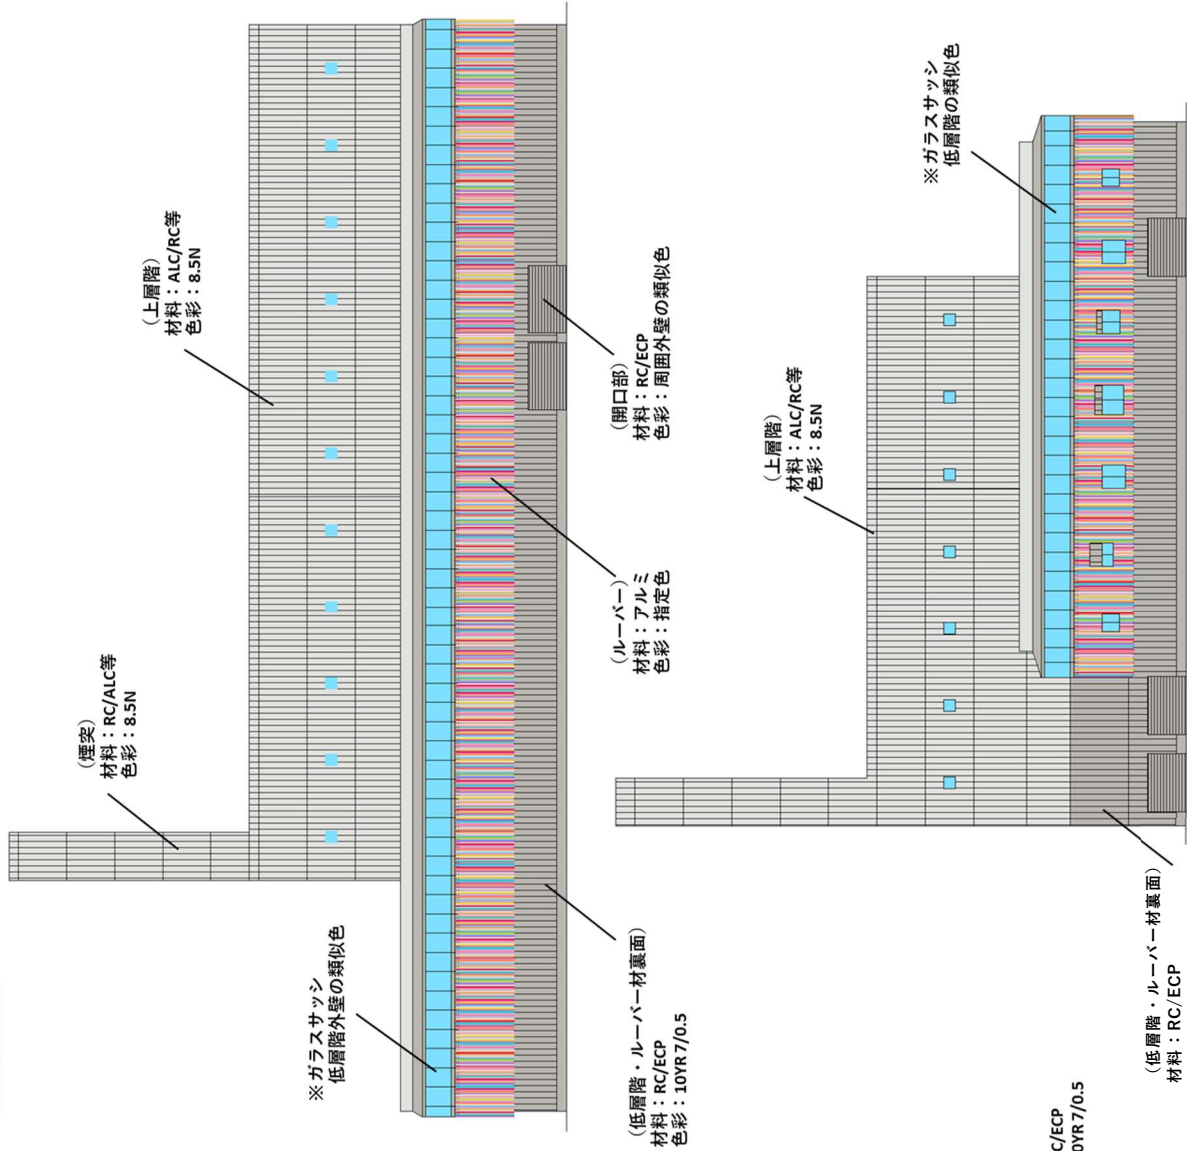 (煙突)
材料：RC/ALC等
色彩：8.5N
(上層階)
材料：ALC/RC等
色彩：8.5N
※ガラスサッシ
低層階外壁の類似色
(低層階・ルーバー材裏面)
材料：RC/ECP
色彩：10YR 7/0.5
(ルーバー)
材料：アルミ
色彩：指定色
(開口部)
材料：RC/ECP
色彩：周囲外壁の類似色
(上層階)
材料：ALC/RC等
色彩：8.5N
※ガラスサッシ
低層階の類似色
(低層階・ルーバー材裏面)
材料：RC/ECP
C/ECP
0YR 7/0.5